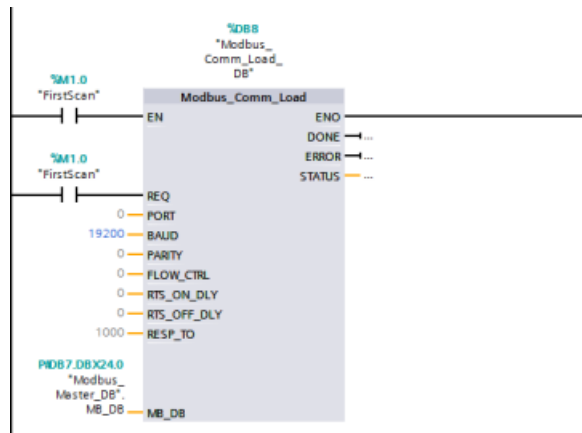 %DB8
"Modbus_
Comm_Load_
DB"
%M1.0
"FirstScan"
Modbus_Comm_Load
EN
ENO
DONE
...
ERROR
...
%M1.0
"FirstScan"
STATUS
...
REQ
0 PORT
19200 BAUD
0 PARITY
0 FLOW_CTRL
0 RTS_ON_DLY
0 RTS_OFF_DLY
1000 RESP_TO
P#DB7.DBX24.0
"Modbus_
Master_DB".
MB_DB
MB_DB